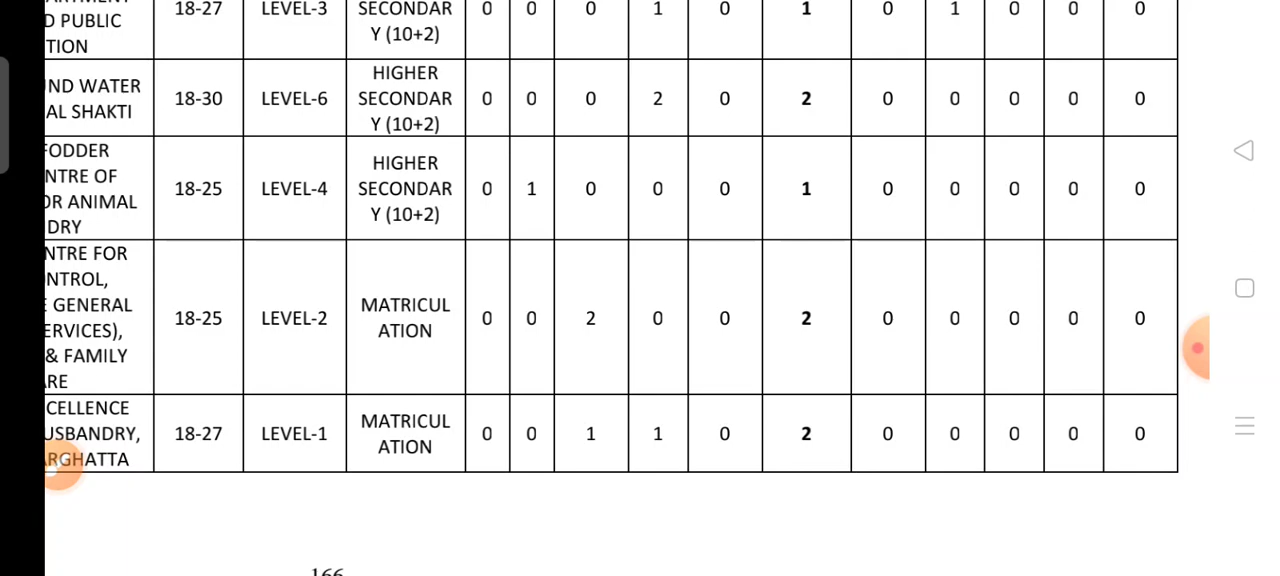 18-27 LEVEL-3 SECONDAR 0 0 0 1 0 1 0 1 0 0 0
D PUBLIC
Y (10+2)
TION
ND WATER
AL SHAKTI
18-30 LEVEL-6
HIGHER
SECONDAR
Y (10+2)
0 0 0 2 0 2 0 0 0 0 0
FODDER
NTRE OF
OR ANIMAL
DRY
18-25 LEVEL-4
HIGHER
SECONDAR
Y (10+2)
0 1 0 0 0 1 0 0 0 0 0
NTRE FOR
NTROL,
E GENERAL
ERVICES),
& FAMILY
ARE
18-25 LEVEL-2
MATRICUL
ATION
0 0 2 0 0 2 0 0 0 0 0
CELLENCE
USBANDRY,
ARGHATTA
18-27 LEVEL-1
MATRICUL
ATION
0 0 1 1 0 2 0 0 0 0 0
166